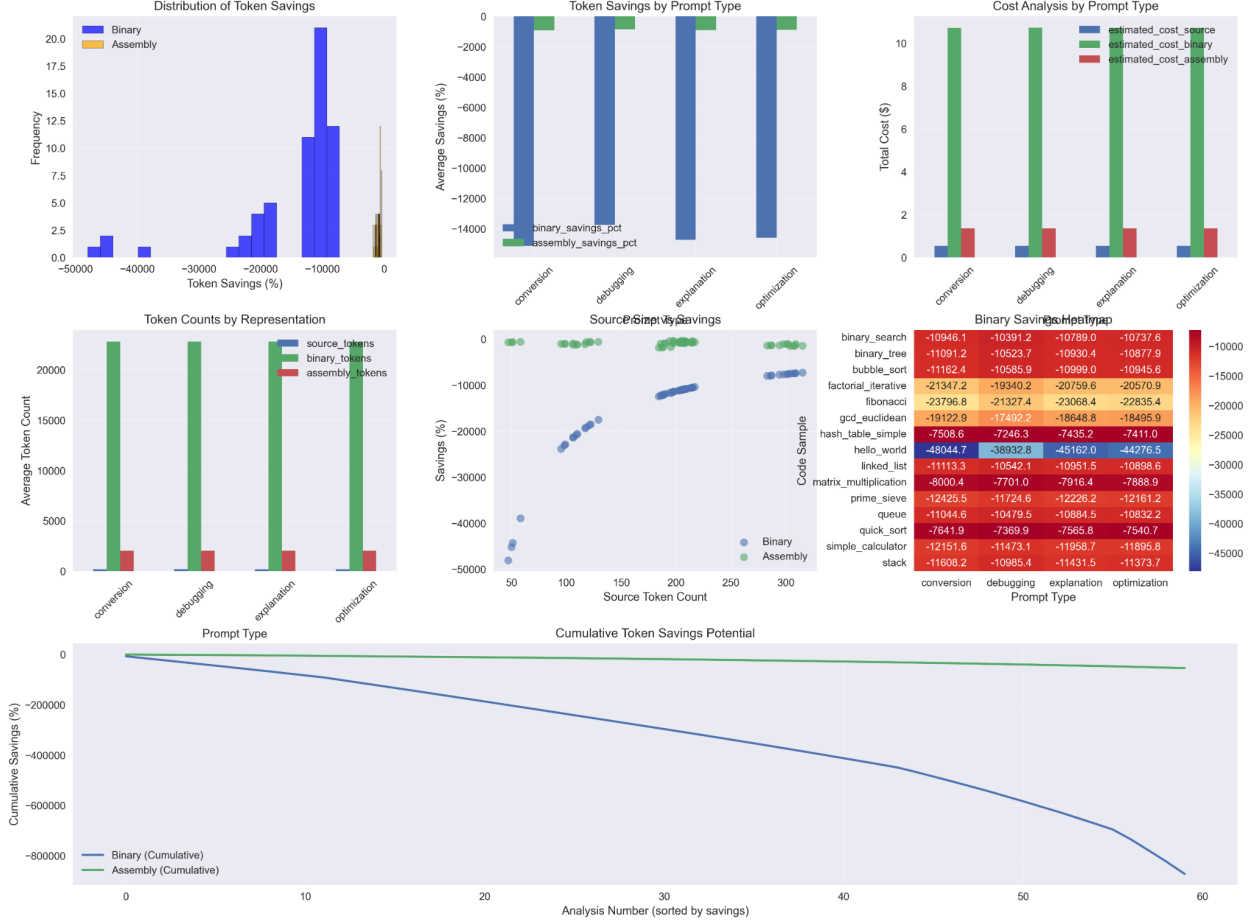 Distribution of Token Savings
Binary
Assembly
20.0
17.5
15.0
12.5
10.0
7.5
5.0
2.5
0.0
Frequency
−50000
−40000
−30000
−20000
−10000
0
Token Savings (%)
Token Savings by Prompt Type
0
−2000
−4000
−6000
−8000
−10000
−12000
−14000
Average Savings (%)
binary_savings_pct
assembly_savings_pct
conversion
debugging
explanation
optimization
Prompt Type
Cost Analysis by Prompt Type
estimated_cost_source
estimated_cost_binary
estimated_cost_assembly
10
8
6
4
2
0
Total Cost ($)
conversion
debugging
explanation
optimization
Prompt Type
Token Counts by Representation
source_tokens
binary_tokens
assembly_tokens
20000
15000
10000
5000
0
Average Token Count
conversion
debugging
explanation
optimization
Prompt Type
Source Size vs Savings
0
−10000
−20000
−30000
−40000
−50000
Savings (%)
Binary
Assembly
50 100 150 200 250 300
Source Token Count
Binary Savings Heatmap
Code Sample
binary_search −10946.1 −10391.2 −10789.0 −10737.6
binary_tree −11091.2 −10523.7 −10930.4 −10877.9
bubble_sort −11162.4 −10585.9 −10999.0 −10945.6
factorial_iterative −21347.2 −19340.2 −20759.6 −20570.9
fibonacci −23796.8 −21327.4 −23068.4 −22835.4
gcd_euclidean −19122.9 −17492.2 −18648.8 −18495.9
hash_table_simple −7508.6 −7246.3 −7435.2 −7411.0
hello_world −48044.7 −38932.8 −45162.0 −44276.5
linked_list −11113.3 −10542.1 −10951.5 −10898.6
matrix_multiplication −8000.4 −7701.0 −7916.4 −7888.9
prime_sieve −12425.5 −11724.6 −12226.2 −12161.2
queue −11044.6 −10479.5 −10884.5 −10832.2
quick_sort −7641.9 −7369.9 −7565.8 −7540.7
simple_calculator −12151.6 −11473.1 −11958.7 −11895.8
stack −11608.2 −10985.4 −11431.5 −11373.7
conversion debugging explanation optimization
Prompt Type
−10000
−15000
−20000
−25000
−30000
−35000
−40000
−45000
Cumulative Token Savings Potential
0
−200000
−400000
−600000
−800000
Cumulative Savings (%)
Binary (Cumulative)
Assembly (Cumulative)
0 10 20 30 40 50 60
Analysis Number (sorted by savings)